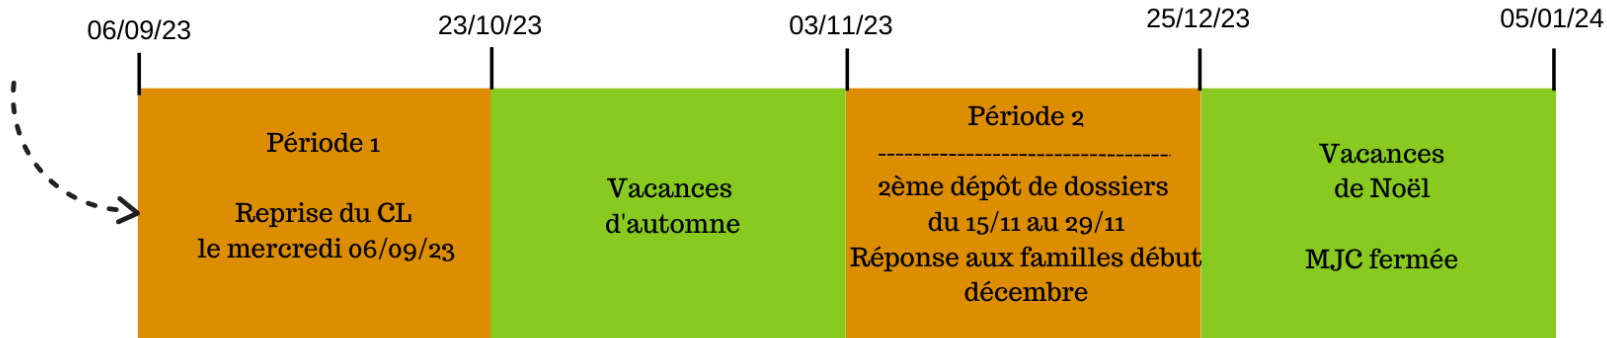 06/09/23
23/10/23
03/11/23
25/12/23
05/01/24
Période 1
Reprise du CL
le mercredi 06/09/23
Vacances
d'automne
Période 2
----------------------------------
2ème dépôt de dossiers
du 15/11 au 29/11
Réponse aux familles début
décembre
Vacances
de Noël
MJC fermée